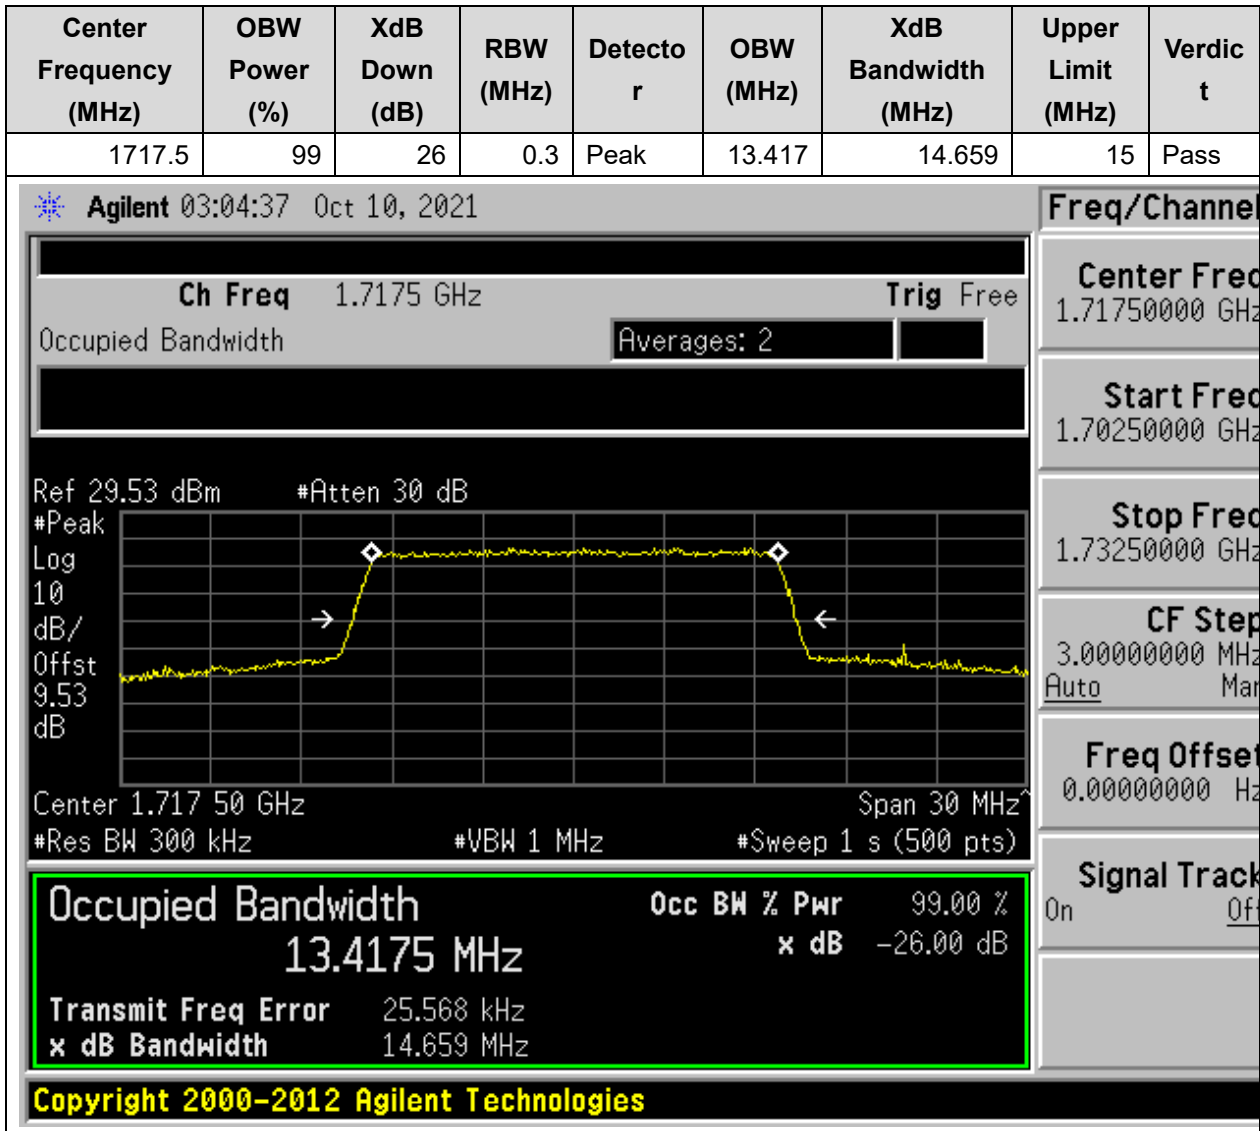 Center Frequency (MHz) OBW Power (%) XdB Down (dB) RBW (MHz) Detector OBW (MHz) XdB Bandwidth (MHz) Upper Limit (MHz) Verdict
1717.5 99 26 0.3 Peak 13.417 14.659 15 Pass
Agilent 03:04:37 Oct 10, 2021
Freq/Channel
Ch Freq 1.7175 GHz Trig Free
Occupied Bandwidth Averages: 2
Center Freq
1.71750000 GHz
Start Freq
1.70250000 GHz
Stop Freq
1.73250000 GHz
CF Step
3.00000000 MHz
Auto Man
Freq Offset
0.00000000 Hz
Signal Track
On Off
Ref 29.53 dBm #Atten 30 dB
#Peak
Log
10
dB/
Offst
9.53
dB
Center 1.717 50 GHz Span 30 MHz^
#Res BW 300 kHz #VBW 1 MHz #Sweep 1 s (500 pts)
Occupied Bandwidth Occ BW % Pwr 99.00 %
13.4175 MHz x dB -26.00 dB
Transmit Freq Error 25.568 kHz
x dB Bandwidth 14.659 MHz
Copyright 2000-2012 Agilent Technologies